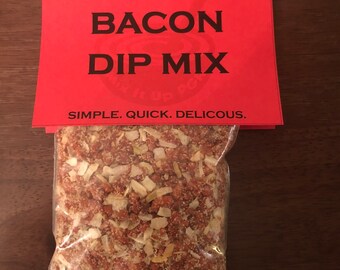 BACON
DIP MIX
SIMPLE. QUICK. DELICOUS.